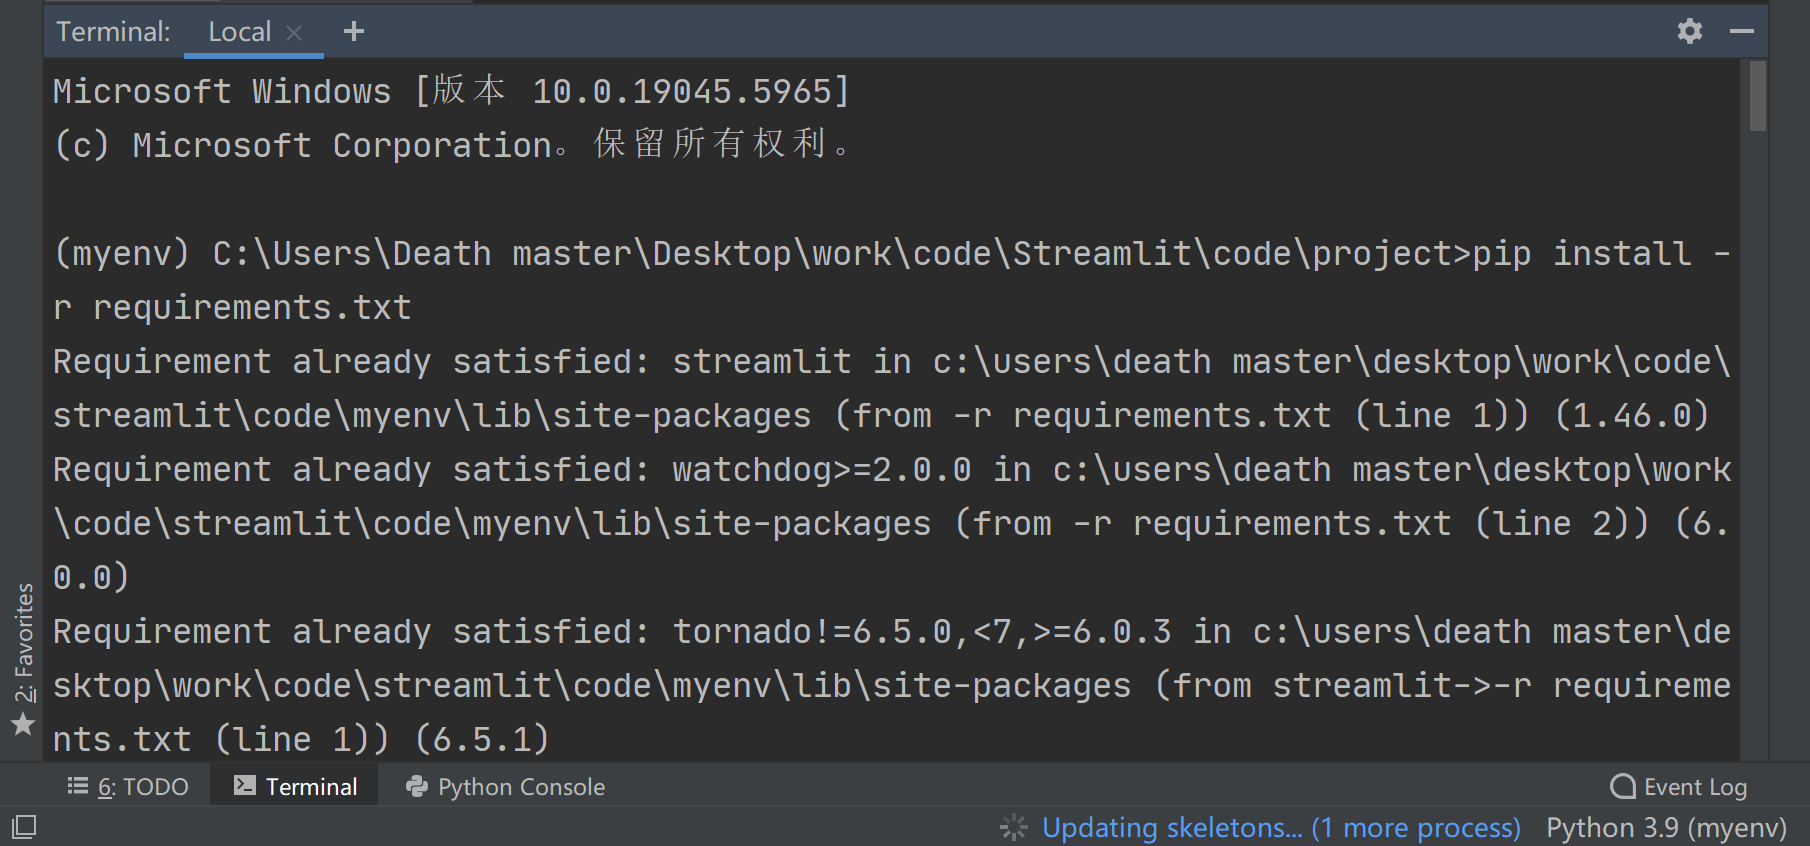 Terminal: Local × +
Microsoft Windows [版本 10.0.19045.5965]
(c) Microsoft Corporation。保留所有权利。
(myenv) C:\Users\Death master\Desktop\work\code\Streamlit\code\project>pip install -
r requirements.txt
Requirement already satisfied: streamlit in c:\users\death master\desktop\work\code\
streamlit\code\myenv\lib\site-packages (from -r requirements.txt (line 1)) (1.46.0)
Requirement already satisfied: watchdog>=2.0.0 in c:\users\death master\desktop\work
\code\streamlit\code\myenv\lib\site-packages (from -r requirements.txt (line 2)) (6.
0.0)
Requirement already satisfied: tornado!=6.5.0,<7,>=6.0.3 in c:\users\death master\de
sktop\work\code\streamlit\code\myenv\lib\site-packages (from streamlit->-r requireme
nts.txt (line 1)) (6.5.1)
2: Favorites
6: TODO Terminal Python Console Event Log
Updating skeletons... (1 more process) Python 3.9 (myenv)